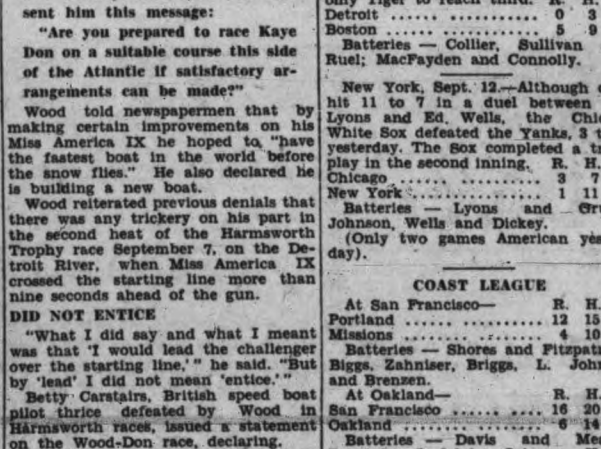 sent him this message:
"Are you prepared to race Kaye
Don on a suitable course this side
of the Atlantic if satisfactory ar-
rangements can be made?"
Wood told newspapermen that by
making certain improvements on his
Miss America IX he hoped to "have
the fastest boat in the world before
the snow flies." He also declared he
is building a new boat.
Wood reiterated previous denials that
there was any trickery on his part in
the second heat of the Harmsworth
Trophy race September 7, on the De-
troit River, when Miss America IX
crossed the starting line more than
nine seconds ahead of the gun.
DID NOT ENTICE
"What I did say and what I meant
was that 'I would lead the challenger
over the starting line,'" he said. "But
by 'lead' I did not mean 'entice.'"
Betty Carstairs, British speed boat
pilot thrice defeated by Wood in
Harmsworth races, issued a statement
on the Wood-Don race, declaring.
only Tiger to reach third. R. H.
Detroit ...... ........... 0 3
Boston ...... ........... 5 9
Batteries — Collier, Sullivan
Ruel; MacFayden and Connolly.
New York, Sept. 12.—Although
hit 11 to 7 in a duel between
Lyons and Ed. Wells, the Chi
White Sox defeated the Yanks, 3 t
yesterday. The Sox completed a t
play in the second inning. R. H.
Chicago ...... ........... 3 7
New York ............... 1 11
Batteries — Lyons and
Johnson, Wells and Dickey.
(Only two games American yes
day).
COAST LEAGUE
At San Francisco— R. H.
Portland ...... .......... 12 15
Missions ...... .......... 4 10
Batteries — Shores and Fitzpat
Biggs, Zahniser, Briggs, L. Joh
and Brenzen.
At Oakland— R. H.
San Francisco ...... .... 16 20
Oakland ................ 6 14
Batteries — Davis and Me